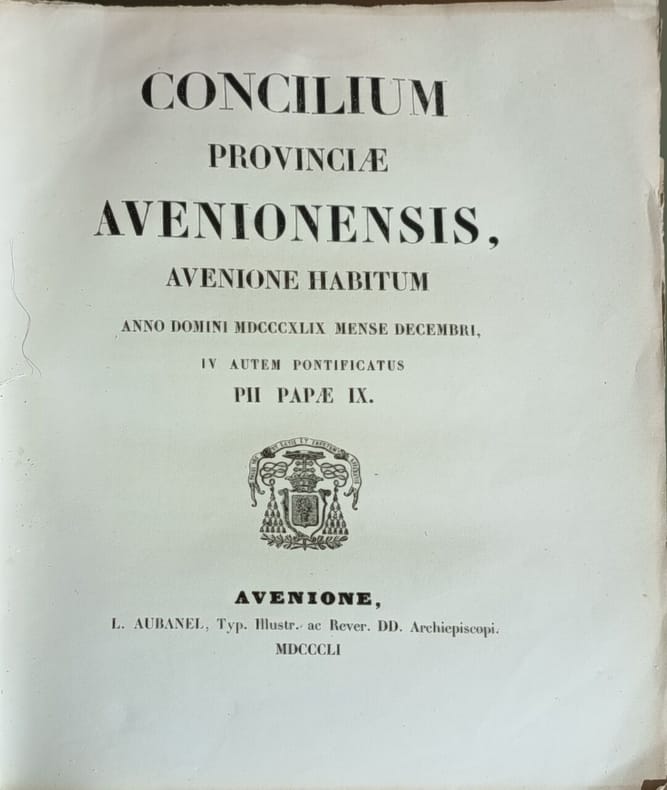 CONCILIUM
PROVINCIÆ
AVENIONENSIS,
AVENIONE HABITUM
ANNO DOMINI MDCCCXLIX MENSE DECEMBRI,
IV AUTEM PONTIFICATUS
PII PAPÆ IX.
AVENIONE,
L. AUBANEL, Typ. Illustr. ac Rever. DD. Archiepiscopi.
MDCCCLI